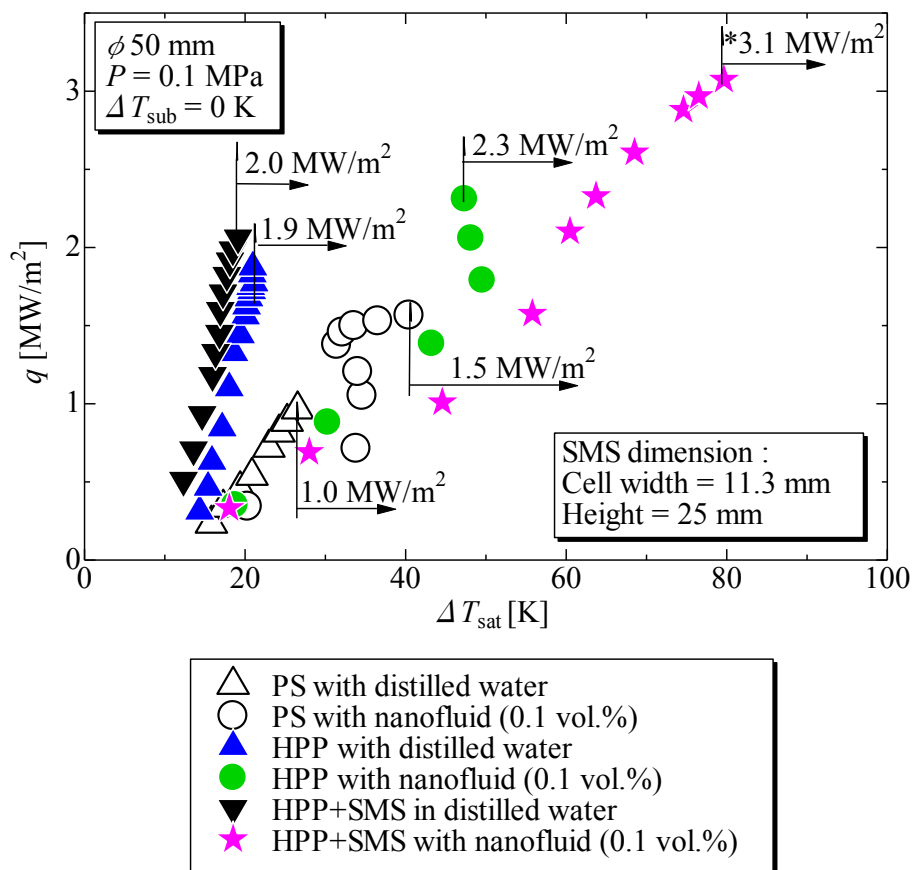 ϕ 50 mm
P = 0.1 MPa
ΔT_sub = 0 K
*3.1 MW/m²
2.0 MW/m²
2.3 MW/m²
1.9 MW/m²
1.5 MW/m²
1.0 MW/m²
SMS dimension :
Cell width = 11.3 mm
Height = 25 mm
q [MW/m²]
3
2
1
0
0 20 40 60 80 100
ΔT_sat [K]
PS with distilled water
PS with nanofluid (0.1 vol.%)
HPP with distilled water
HPP with nanofluid (0.1 vol.%)
HPP+SMS in distilled water
HPP+SMS with nanofluid (0.1 vol.%)